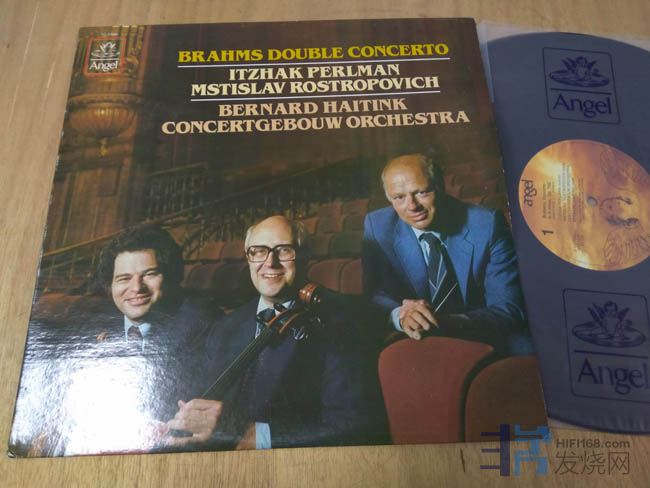 Angel
BRAHMS DOUBLE CONCERTO
ITZHAK PERLMAN
MSTISLAV ROSTROPOVICH
BERNARD HAITINK
CONCERTGEBOUW ORCHESTRA
Angel
angel
1
Angel
HIFI168.com
发烧网